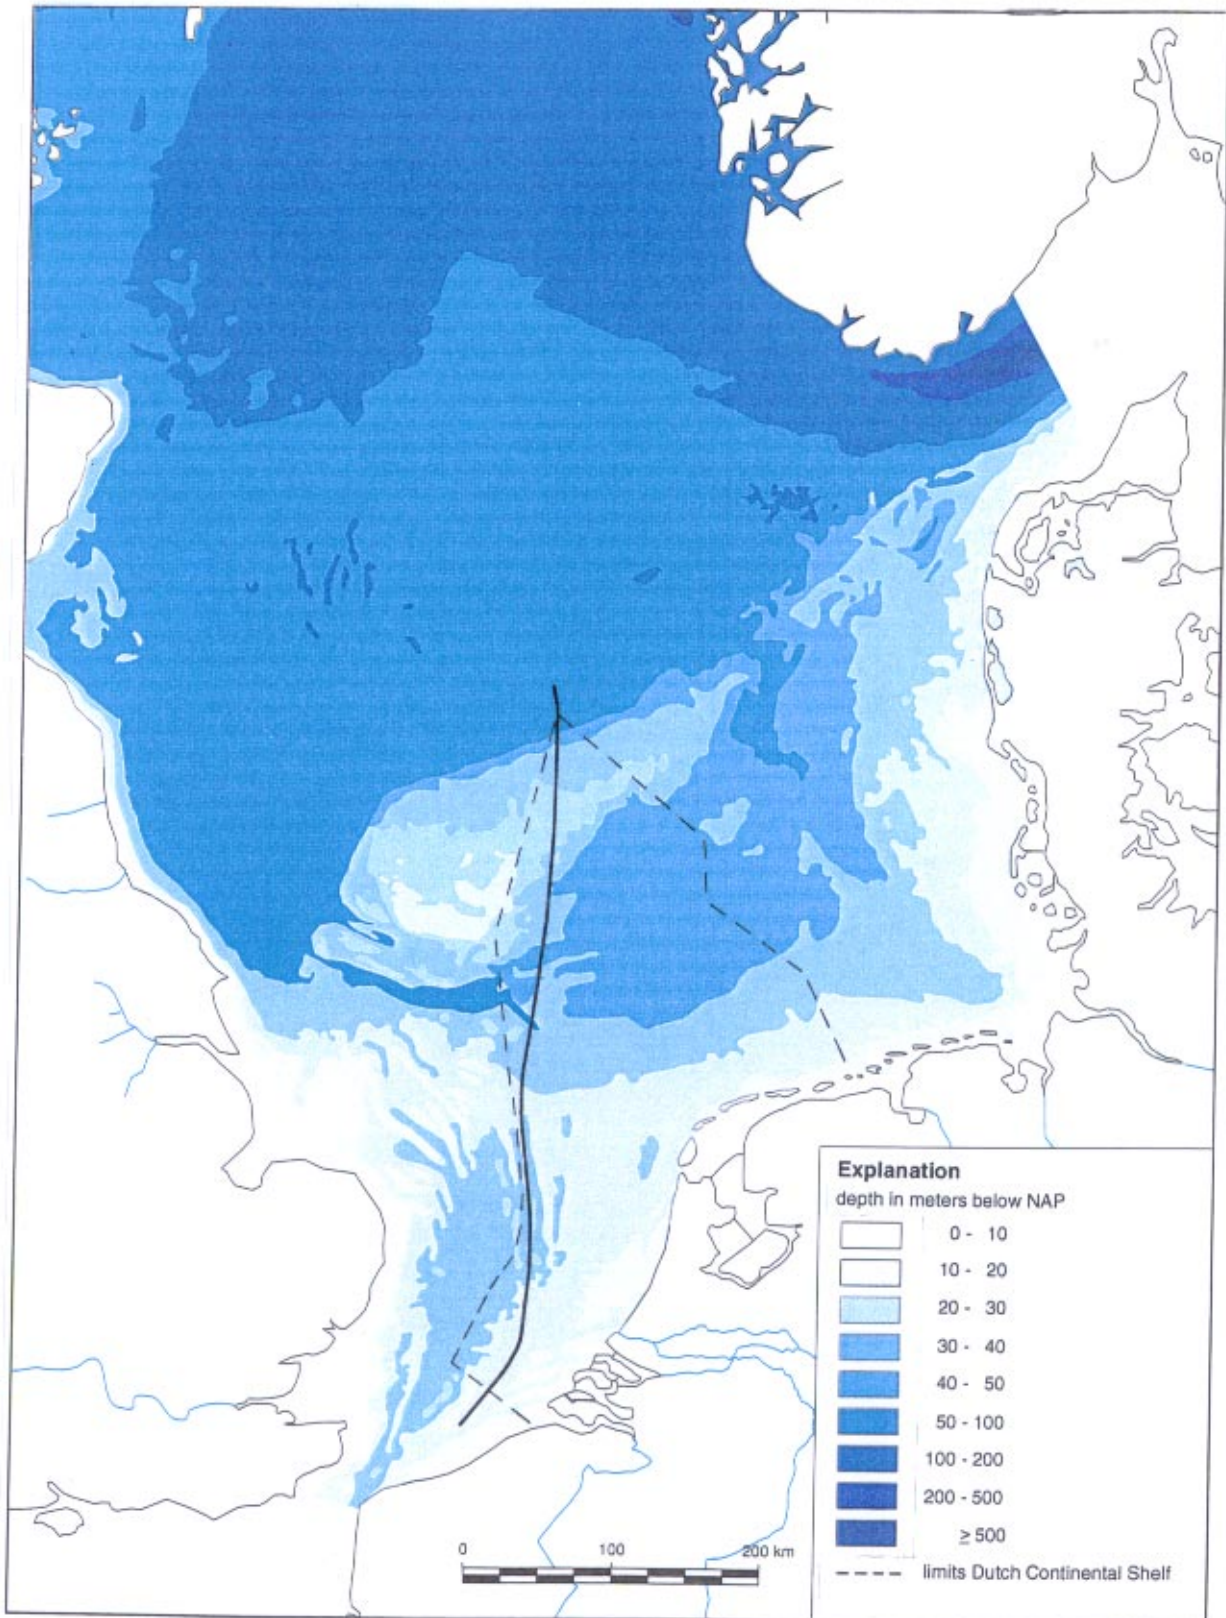 Explanation
depth in meters below NAP
0 - 10
10 - 20
20 - 30
30 - 40
40 - 50
50 - 100
100 - 200
200 - 500
≥ 500
limits Dutch Continental Shelf
0 100 200 km